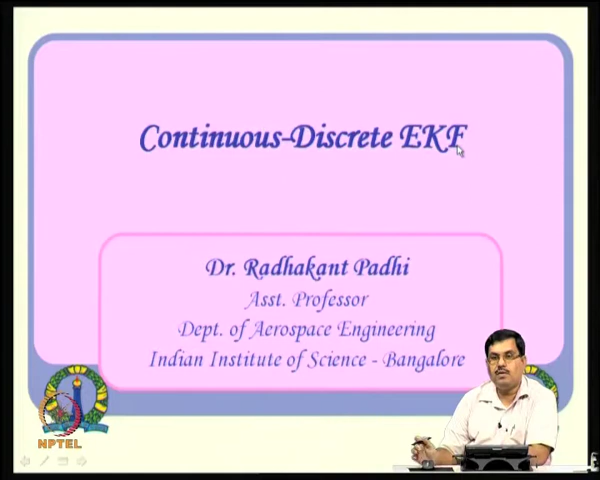 Continuous-Discrete EKF
Dr. Radhakant Padhi
Asst. Professor
Dept. of Aerospace Engineering
Indian Institute of Science - Bangalore
NPTEL